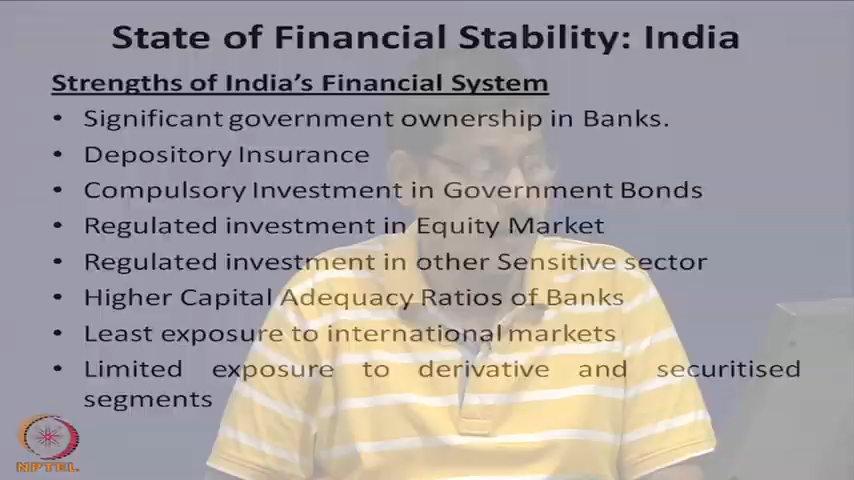 State of Financial Stability: India
Strengths of India's Financial System
• Significant government ownership in Banks.
• Depository Insurance
• Compulsory Investment in Government Bonds
• Regulated investment in Equity Market
• Regulated investment in other Sensitive sector
• Higher Capital Adequacy Ratios of Banks
• Least exposure to international markets
• Limited exposure to derivative and securitised
segments
NPTEL